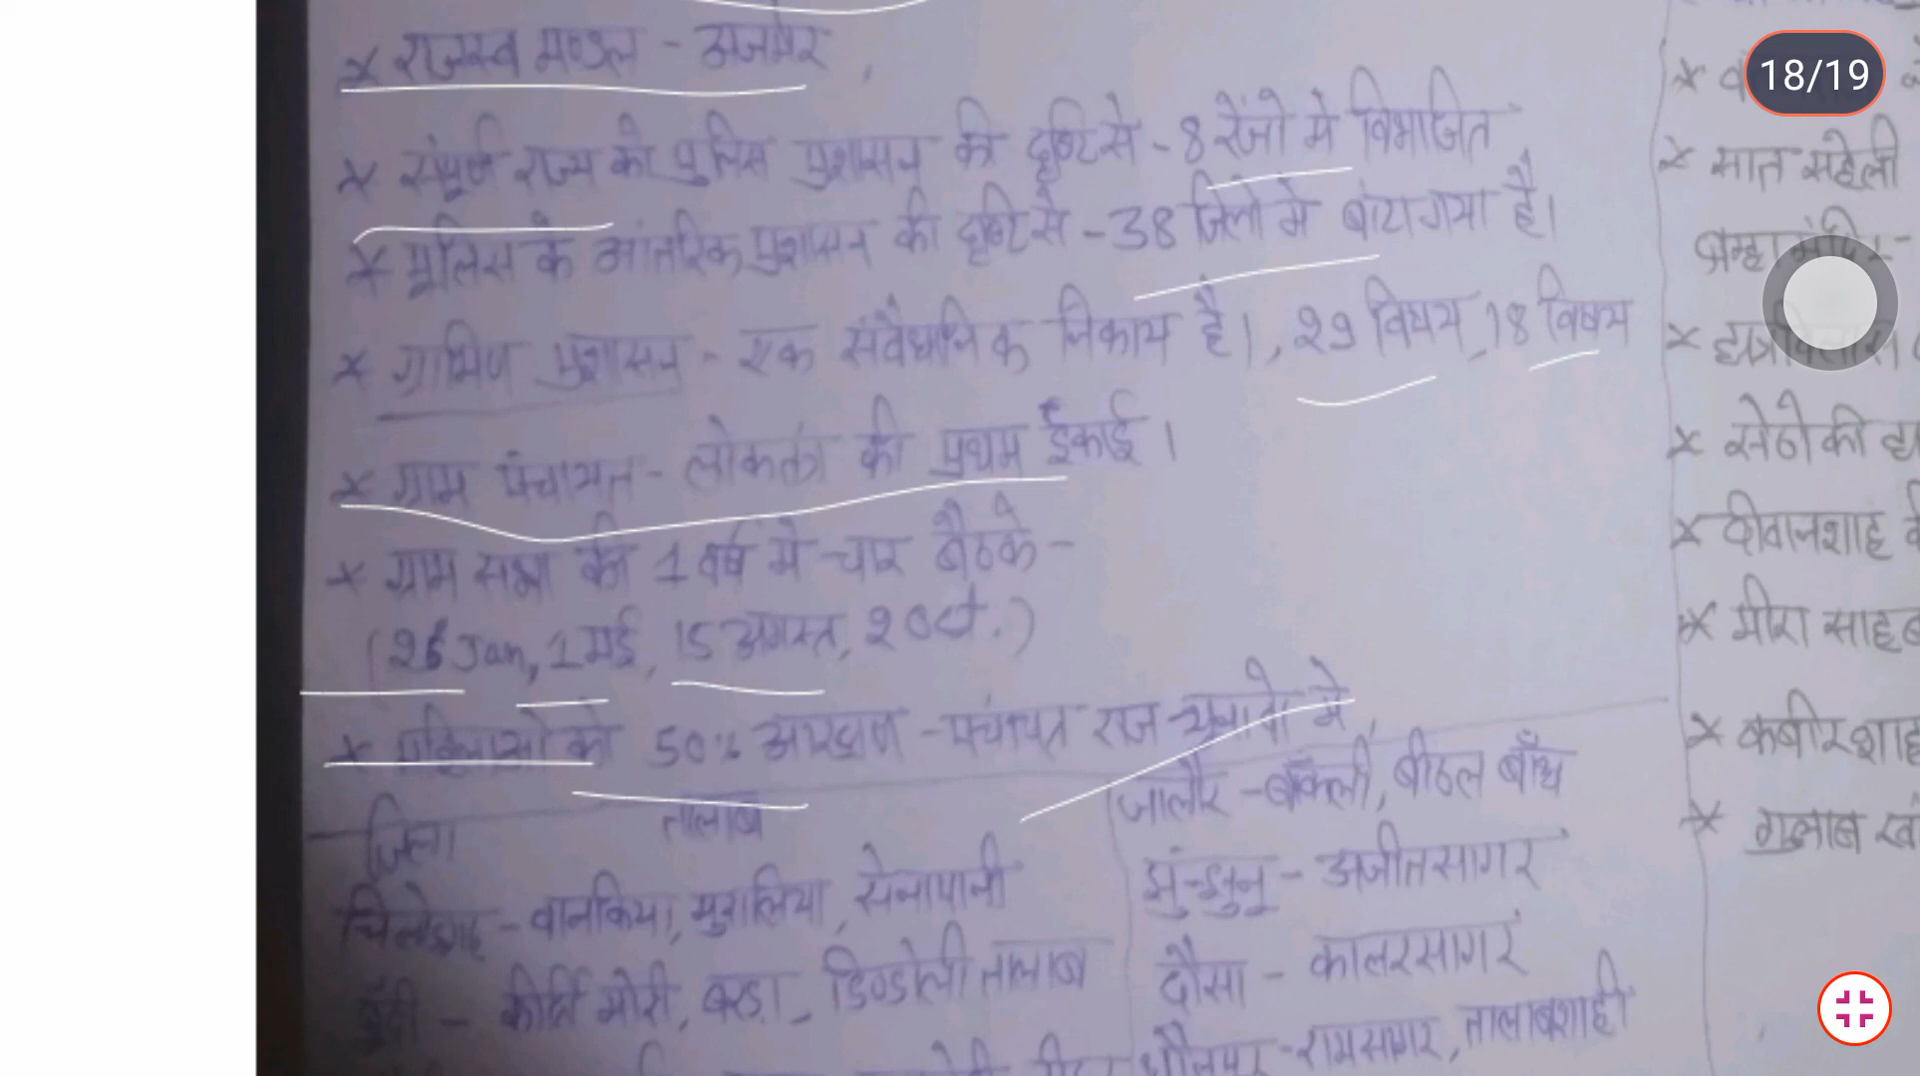 * राजस्व मण्डल - अजमेर
* संपूर्ण राज्य को पुलिस प्रशासन की दृष्टि से - 8 रेंजो मे विभाजित
* पुलिस के आंतरिक प्रशासन की दृष्टि से - 38 जिलो मे बांटा गया है।
* ग्रामिण प्रशासन - एक संवैधानिक निकाय है।, 29 विषय, 18 विषय
* ग्राम पंचायत - लोकतंत्र की प्रथम ईकाई।
* ग्राम सभा की 1 वर्ष मे चार बैठके -
(26 Jan, 1 मई, 15 अगस्त, 2 Oct.)
* महिलाओ को 50% आरक्षण - पंचायत राज चुनावो मे
जिला तालाब
चितोडगढ - वानकिया, मुरालिया, सेनापानी
बूँदी - कीर्ति मोरी, बरडा, हिण्डोली तालाब
जालौर - बाँकली, बीठल बाँध
झुंन्झुनू - अजीतसागर
दौसा - कालरसागर
धौलपुर - रामसागर, तालाबशाही
18/19
* सात सहेली
* सेठो की
* दीवानशाह
* मीरा साहब
* कबीरशाह
* गुलाब खां